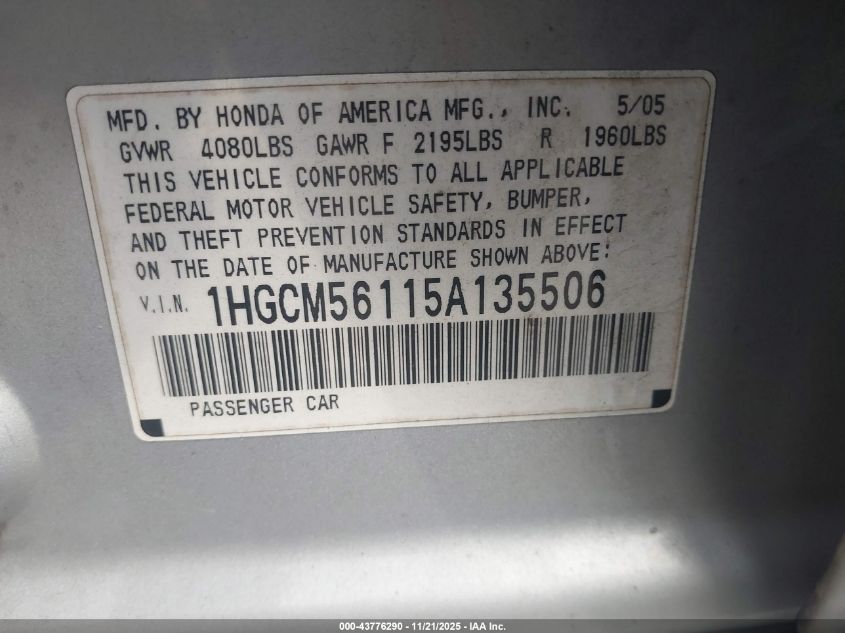 MFD. BY HONDA OF AMERICA MFG., INC. 5/05
GVWR 4080LBS GAWR F 2195LBS R 1960LBS
THIS VEHICLE CONFORMS TO ALL APPLICABLE
FEDERAL MOTOR VEHICLE SAFETY, BUMPER,
AND THEFT PREVENTION STANDARDS IN EFFECT
ON THE DATE OF MANUFACTURE SHOWN ABOVE:
V.I.N. 1HGCM56115A135506
PASSENGER CAR
000-43776290 - 11/21/2025 - IAA Inc.